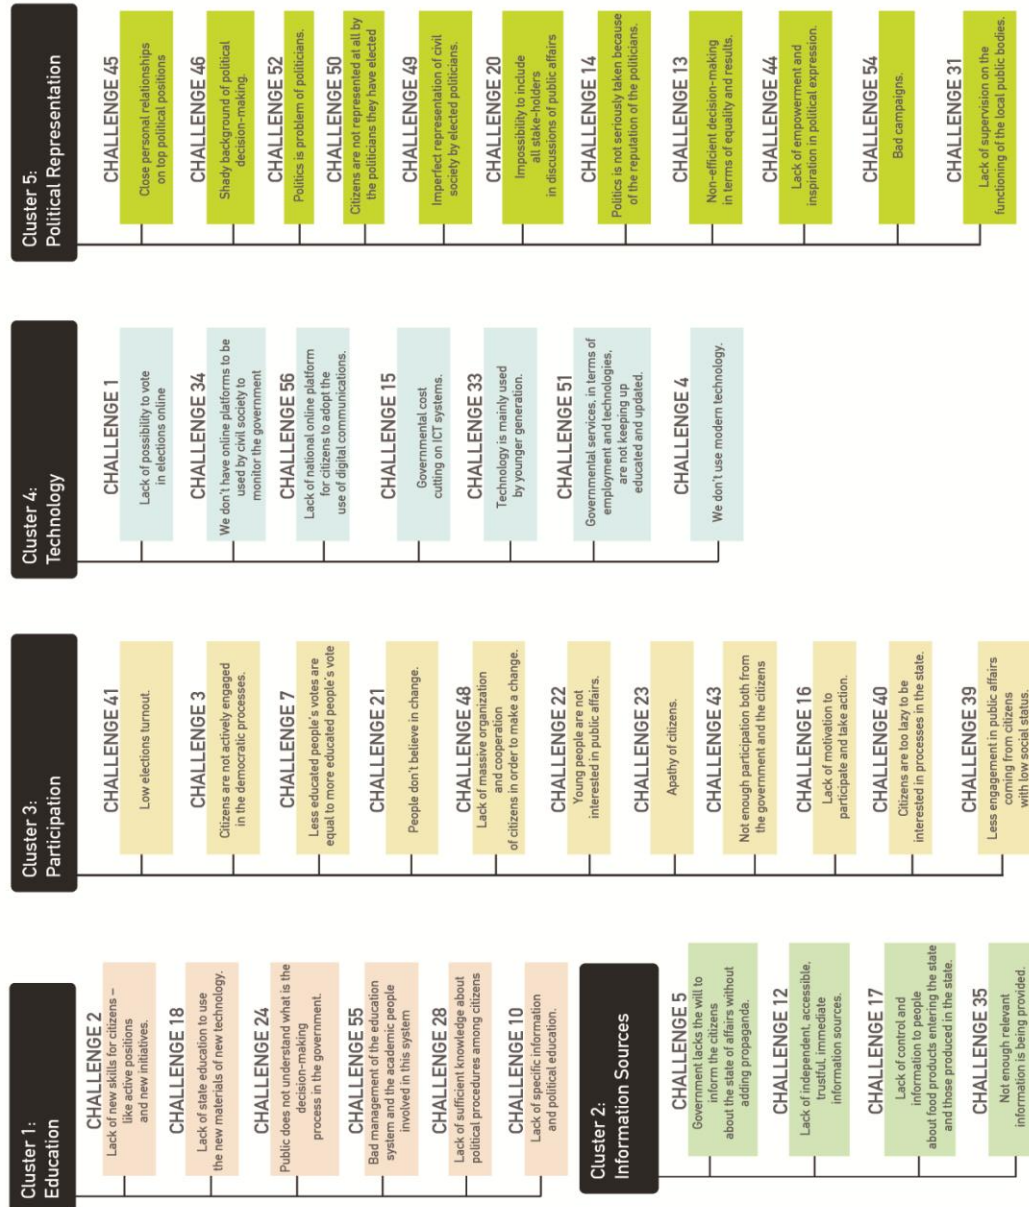 Cluster 1:
Education
CHALLENGE 2
Lack of new skills for citizens –
like active positions
and new initiatives.
CHALLENGE 18
Lack of state education to use
the new materials of new technology.
CHALLENGE 24
Public does not understand what is the
decision-making
process in the government.
CHALLENGE 55
Bad management of the education
system and the academic people
involved in this system
CHALLENGE 28
Lack of sufficient knowledge about
political procedures among citizens
CHALLENGE 10
Lack of specific information
and political education.
Cluster 2:
Information Sources
CHALLENGE 5
Government lacks the will to
inform the citizens
about the state of affairs without
adding propaganda.
CHALLENGE 12
Lack of independent, accessible,
trustful, immediate
information sources.
CHALLENGE 17
Lack of control and
information to people
about food products entering the state
and those produced in the state.
CHALLENGE 35
Not enough relevant
information is being provided.
Cluster 3:
Participation
CHALLENGE 41
Low elections turnout.
CHALLENGE 3
Citizens are not actively engaged
in the democratic processes.
CHALLENGE 7
Less educated people's votes are
equal to more educated people's vote
CHALLENGE 21
People don't believe in change.
CHALLENGE 48
Lack of massive organization
and cooperation
of citizens in order to make a change.
CHALLENGE 22
Young people are not
interested in public affairs.
CHALLENGE 23
Apathy of citizens.
CHALLENGE 43
Not enough participation both from
the government and the citizens
CHALLENGE 16
Lack of motivation to
participate and take action.
CHALLENGE 40
Citizens are too lazy to be
interested in processes in the state.
CHALLENGE 39
Less engagement in public affairs
coming from citizens
with low social status.
Cluster 4:
Technology
CHALLENGE 1
Lack of possibility to vote
in elections online
CHALLENGE 34
We don't have online platforms to be
used by civil society to
monitor the government
CHALLENGE 56
Lack of national online platform
for citizens to adopt the
use of digital communications.
CHALLENGE 15
Governmental cost
cutting on ICT systems.
CHALLENGE 33
Technology is mainly used
by younger generation.
CHALLENGE 51
Governmental services, in terms of
employment and technologies,
are not keeping up
educated and updated.
CHALLENGE 4
We don't use modern technology.
Cluster 5:
Political Representation
CHALLENGE 45
Close personal relationships
on top political positions
CHALLENGE 46
Shady background of political
decision-making.
CHALLENGE 52
Politics is problem of politicians.
CHALLENGE 50
Citizens are not represented at all by
the politicians they have elected
CHALLENGE 49
Imperfect representation of civil
society by elected politicians.
CHALLENGE 20
Impossibility to include
all stake-holders
in discussions of public affairs
CHALLENGE 14
Politics is not seriously taken because
of the reputation of the politicians.
CHALLENGE 13
Non-efficient decision-making
in terms of equality and results.
CHALLENGE 44
Lack of empowerment and
inspiration in political expression.
CHALLENGE 54
Bad campaigns.
CHALLENGE 31
Lack of supervision on the
functioning of the local public bodies.